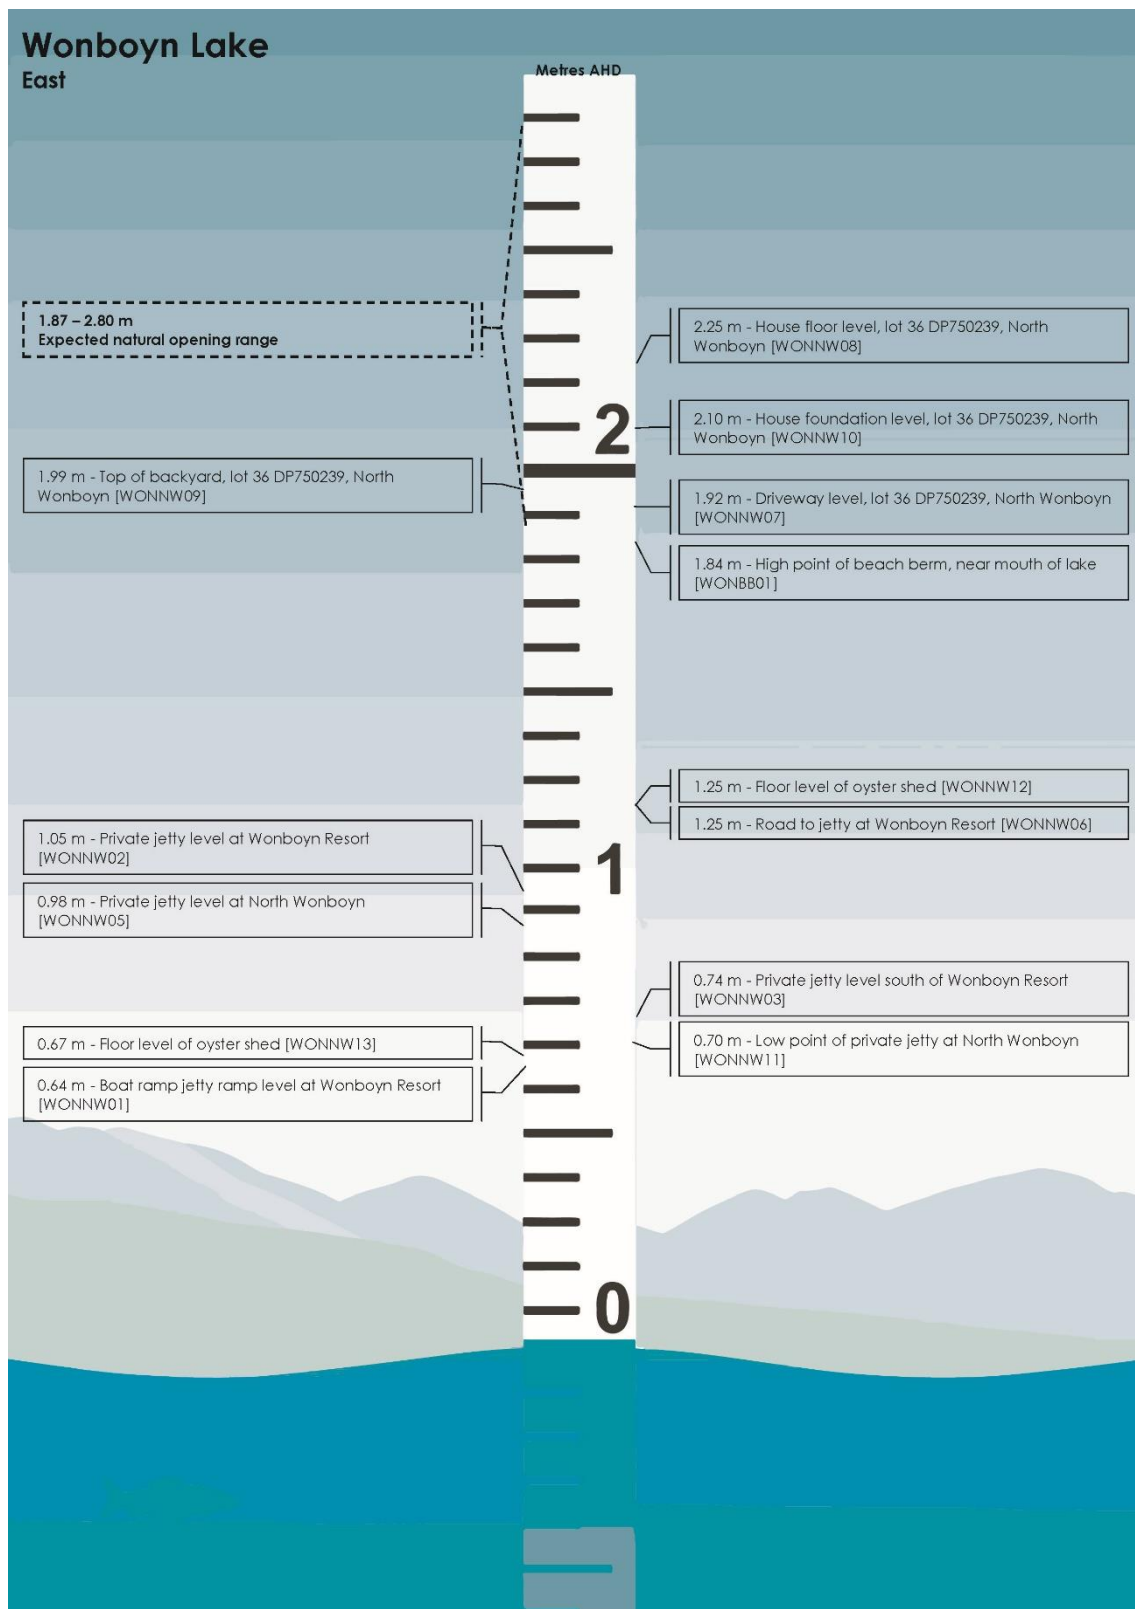 Wonboyn Lake
East
Metres AHD
1.87 – 2.80 m
Expected natural opening range
2.25 m - House floor level, lot 36 DP750239, North
Wonboyn [WONNW08]
2.10 m - House foundation level, lot 36 DP750239, North
Wonboyn [WONNW10]
2
1.99 m - Top of backyard, lot 36 DP750239, North
Wonboyn [WONNW09]
1.92 m - Driveway level, lot 36 DP750239, North Wonboyn
[WONNW07]
1.84 m - High point of beach berm, near mouth of lake
[WONBB01]
1.25 m - Floor level of oyster shed [WONNW12]
1.25 m - Road to jetty at Wonboyn Resort [WONNW06]
1.05 m - Private jetty level at Wonboyn Resort
[WONNW02]
1
0.98 m - Private jetty level at North Wonboyn
[WONNW05]
0.74 m - Private jetty level south of Wonboyn Resort
[WONNW03]
0.70 m - Low point of private jetty at North Wonboyn
[WONNW11]
0.67 m - Floor level of oyster shed [WONNW13]
0.64 m - Boat ramp jetty ramp level at Wonboyn Resort
[WONNW01]
0